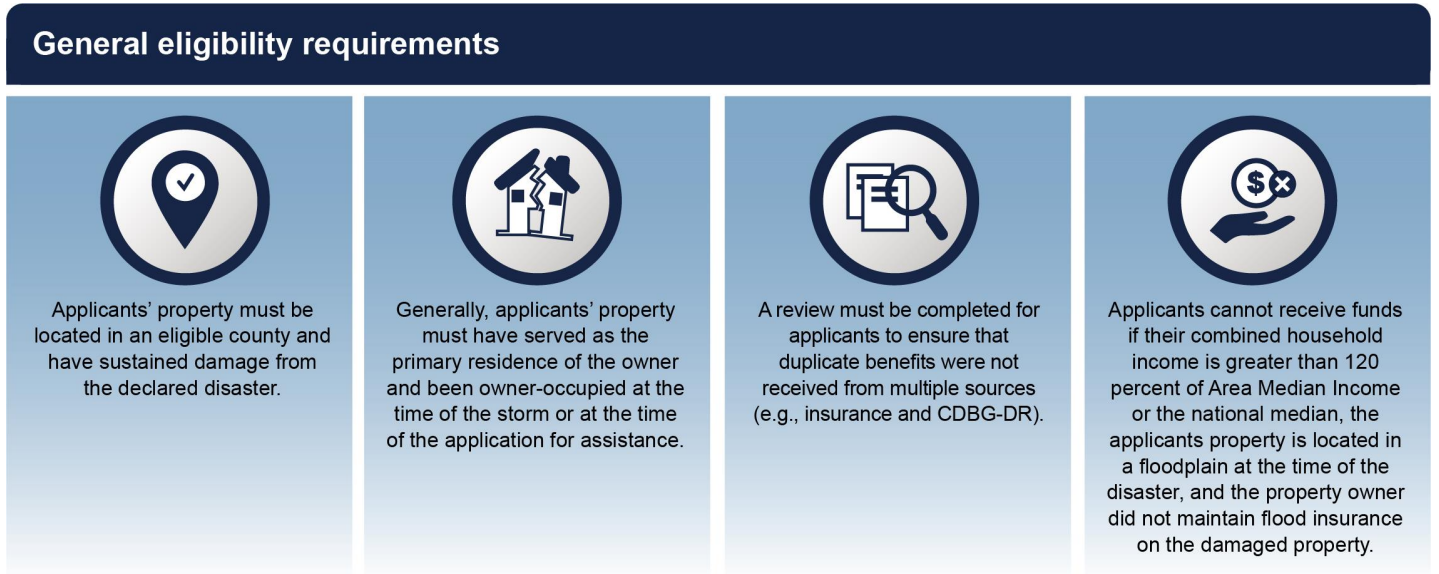 General eligibility requirements
Applicants’ property must be
located in an eligible county and
have sustained damage from
the declared disaster.
Generally, applicants’ property
must have served as the
primary residence of the owner
and been owner-occupied at the
time of the storm or at the time
of the application for assistance.
A review must be completed for
applicants to ensure that
duplicate benefits were not
received from multiple sources
(e.g., insurance and CDBG-DR).
$
Applicants cannot receive funds
if their combined household
income is greater than 120
percent of Area Median Income
or the national median, the
applicants property is located in
a floodplain at the time of the
disaster, and the property owner
did not maintain flood insurance
on the damaged property.